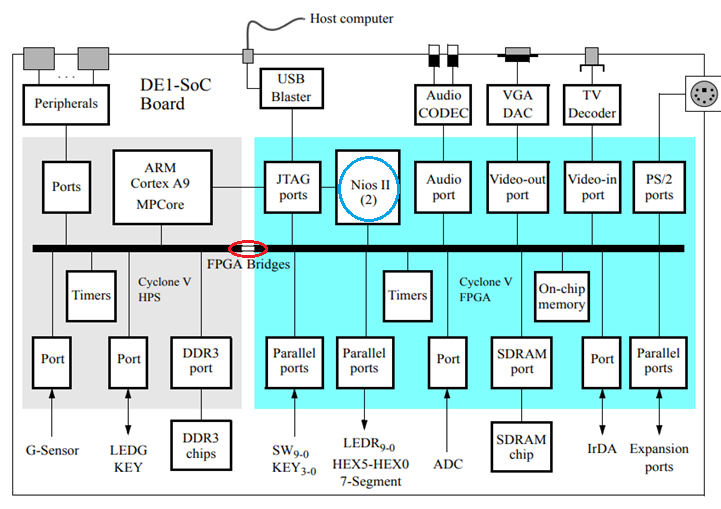 Host computer
DE1-SoC
Board
. . .
Peripherals
USB
Blaster
Audio
CODEC
VGA
DAC
TV
Decoder
Ports
ARM
Cortex A9
MPCore
JTAG
ports
Nios II
(2)
Audio
port
Video-out
port
Video-in
port
PS/2
ports
FPGA Bridges
Timers
Cyclone V
HPS
Timers
Cyclone V
FPGA
On-chip
memory
Port
Port
DDR3
port
Parallel
ports
Parallel
ports
Port
SDRAM
port
Port
Parallel
ports
G-Sensor
LEDG
KEY
DDR3
chips
SW9-0
KEY3-0
LEDR9-0
HEX5-HEX0
7-Segment
ADC
SDRAM
chip
IrDA
Expansion
ports